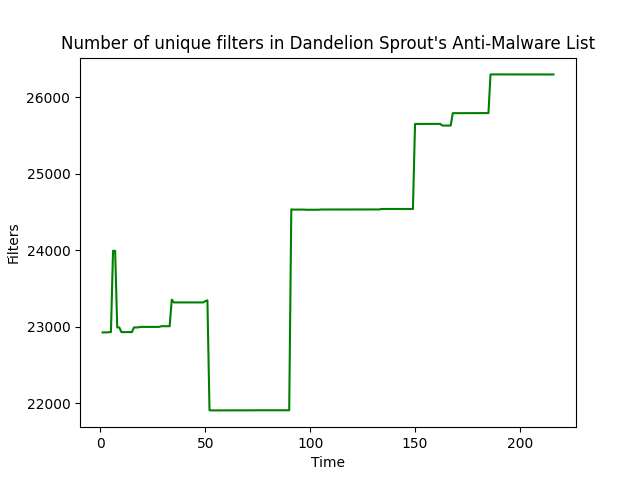 Number of unique filters in Dandelion Sprout's Anti-Malware List
26000
25000
24000
23000
22000
Filters
0 50 100 150 200
Time